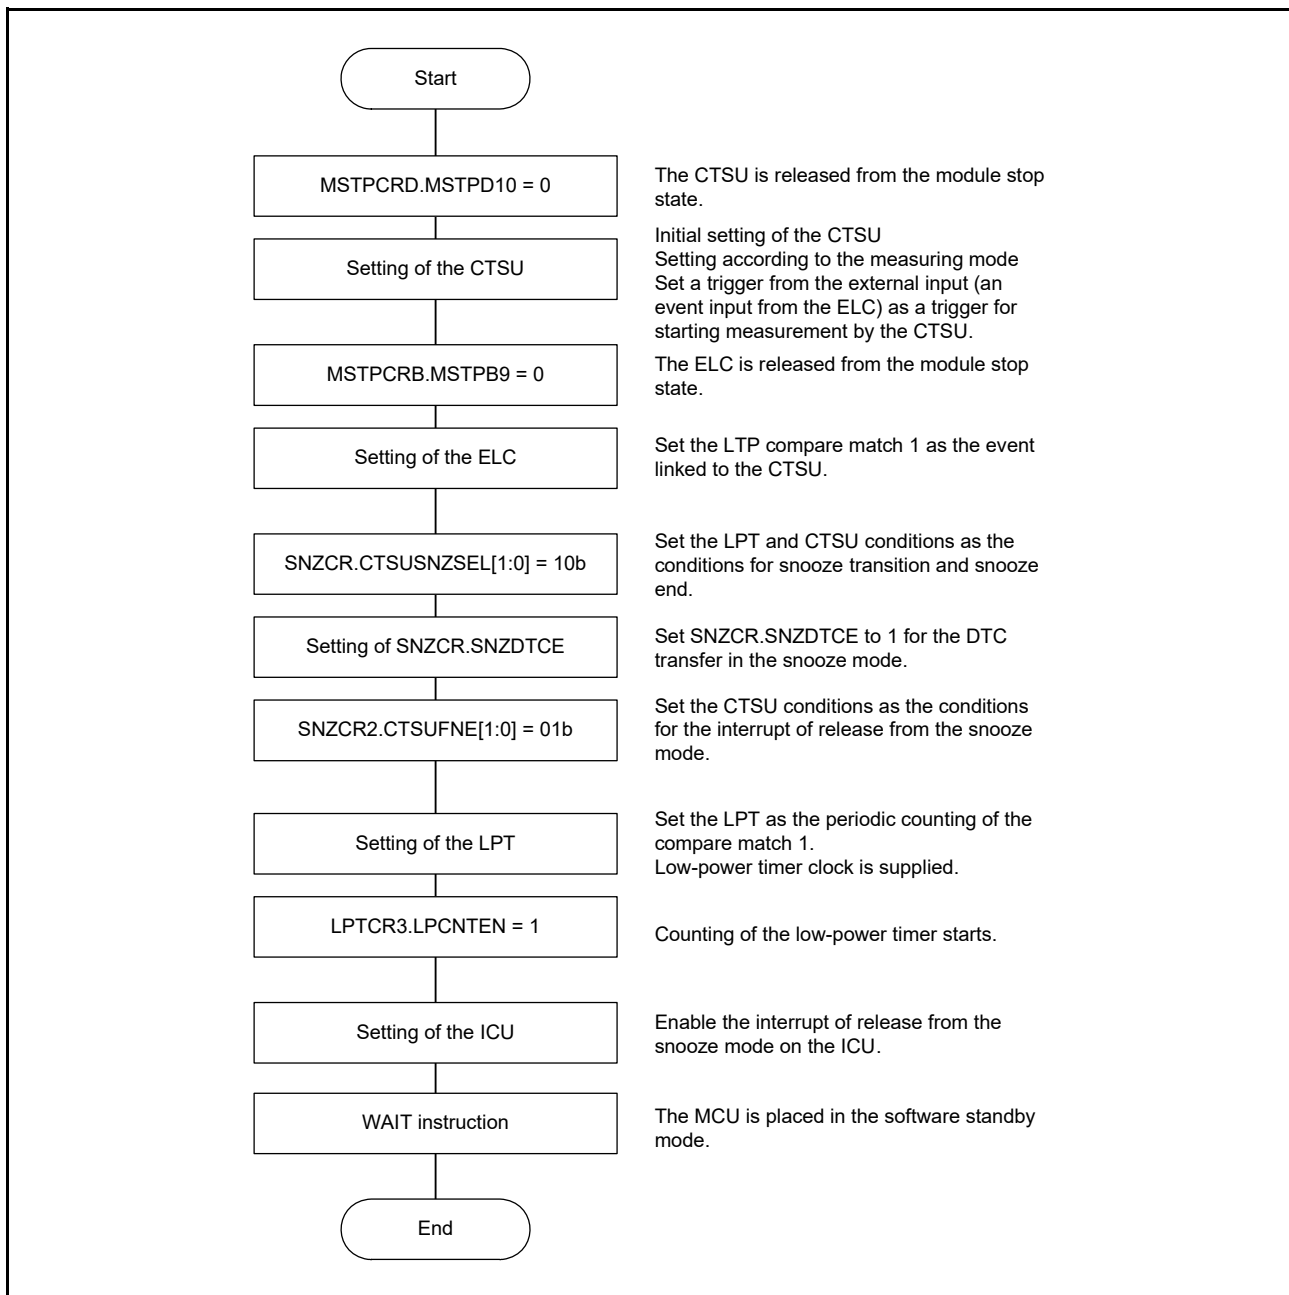 Start
MSTPCRD.MSTPD10 = 0
The CTSU is released from the module stop
state.
Setting of the CTSU
Initial setting of the CTSU
Setting according to the measuring mode
Set a trigger from the external input (an
event input from the ELC) as a trigger for
starting measurement by the CTSU.
MSTPCRB.MSTPB9 = 0
The ELC is released from the module stop
state.
Setting of the ELC
Set the LTP compare match 1 as the event
linked to the CTSU.
SNZCR.CTSUSNZSEL[1:0] = 10b
Set the LPT and CTSU conditions as the
conditions for snooze transition and snooze
end.
Setting of SNZCR.SNZDTCE
Set SNZCR.SNZDTCE to 1 for the DTC
transfer in the snooze mode.
SNZCR2.CTSUFNE[1:0] = 01b
Set the CTSU conditions as the conditions
for the interrupt of release from the snooze
mode.
Setting of the LPT
Set the LPT as the periodic counting of the
compare match 1.
Low-power timer clock is supplied.
LPTCR3.LPCNTEN = 1
Counting of the low-power timer starts.
Setting of the ICU
Enable the interrupt of release from the
snooze mode on the ICU.
WAIT instruction
The MCU is placed in the software standby
mode.
End